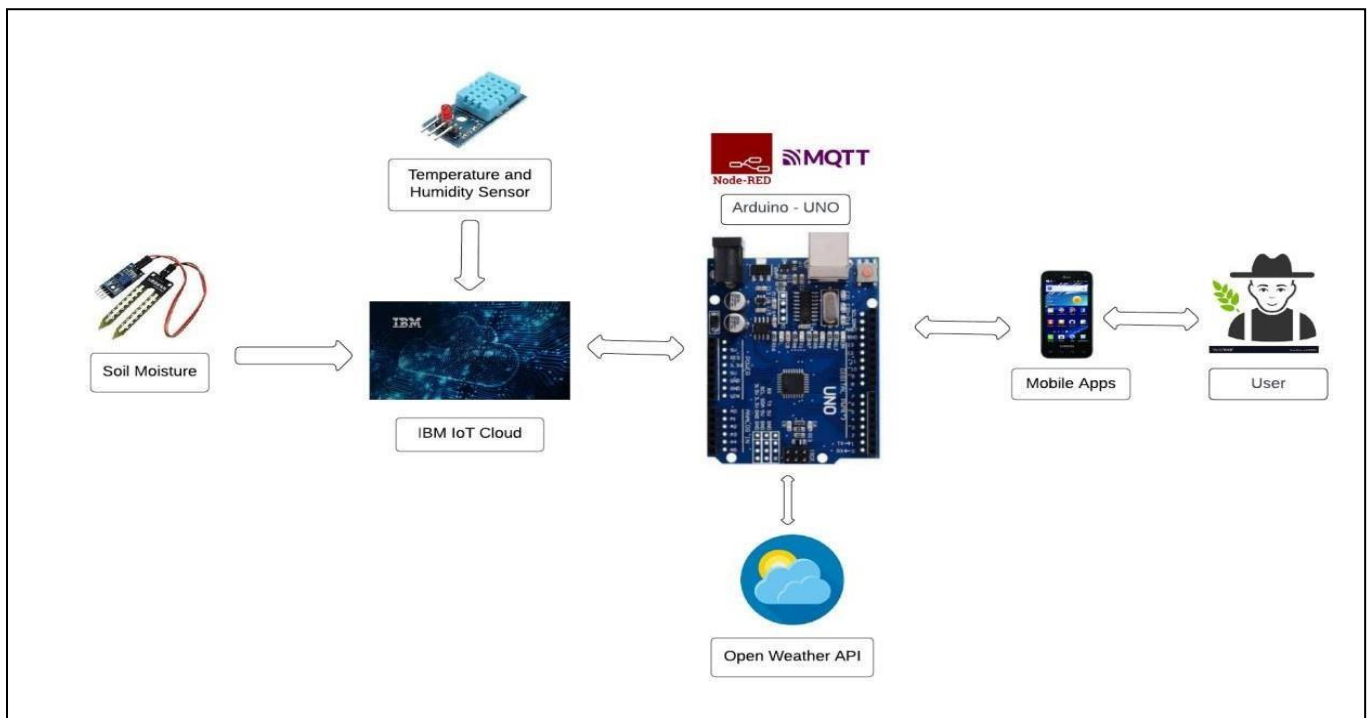 Temperature and
Humidity Sensor
Node-RED
MQTT
Arduino - UNO
IBM
Soil Moisture
IBM IoT Cloud
UNO
Mobile Apps
User
Open Weather API